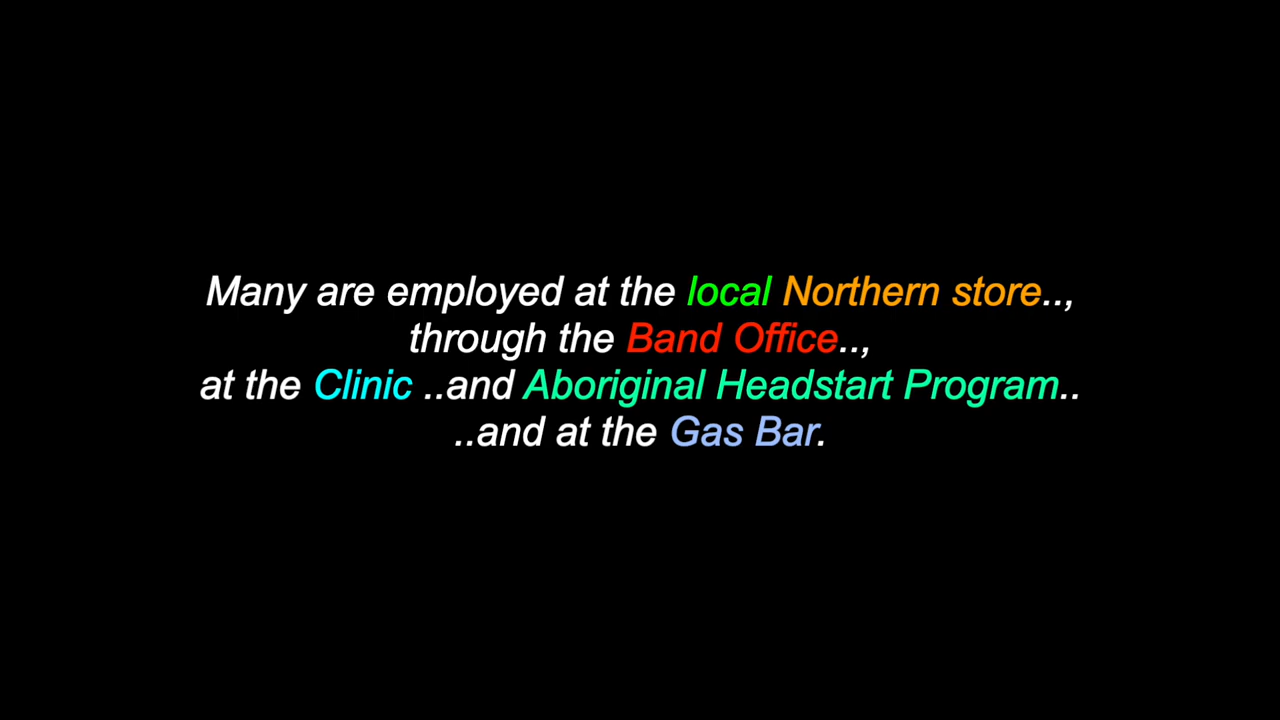 Many are employed at the local Northern store..,
through the Band Office..,
at the Clinic ..and Aboriginal Headstart Program..
..and at the Gas Bar.